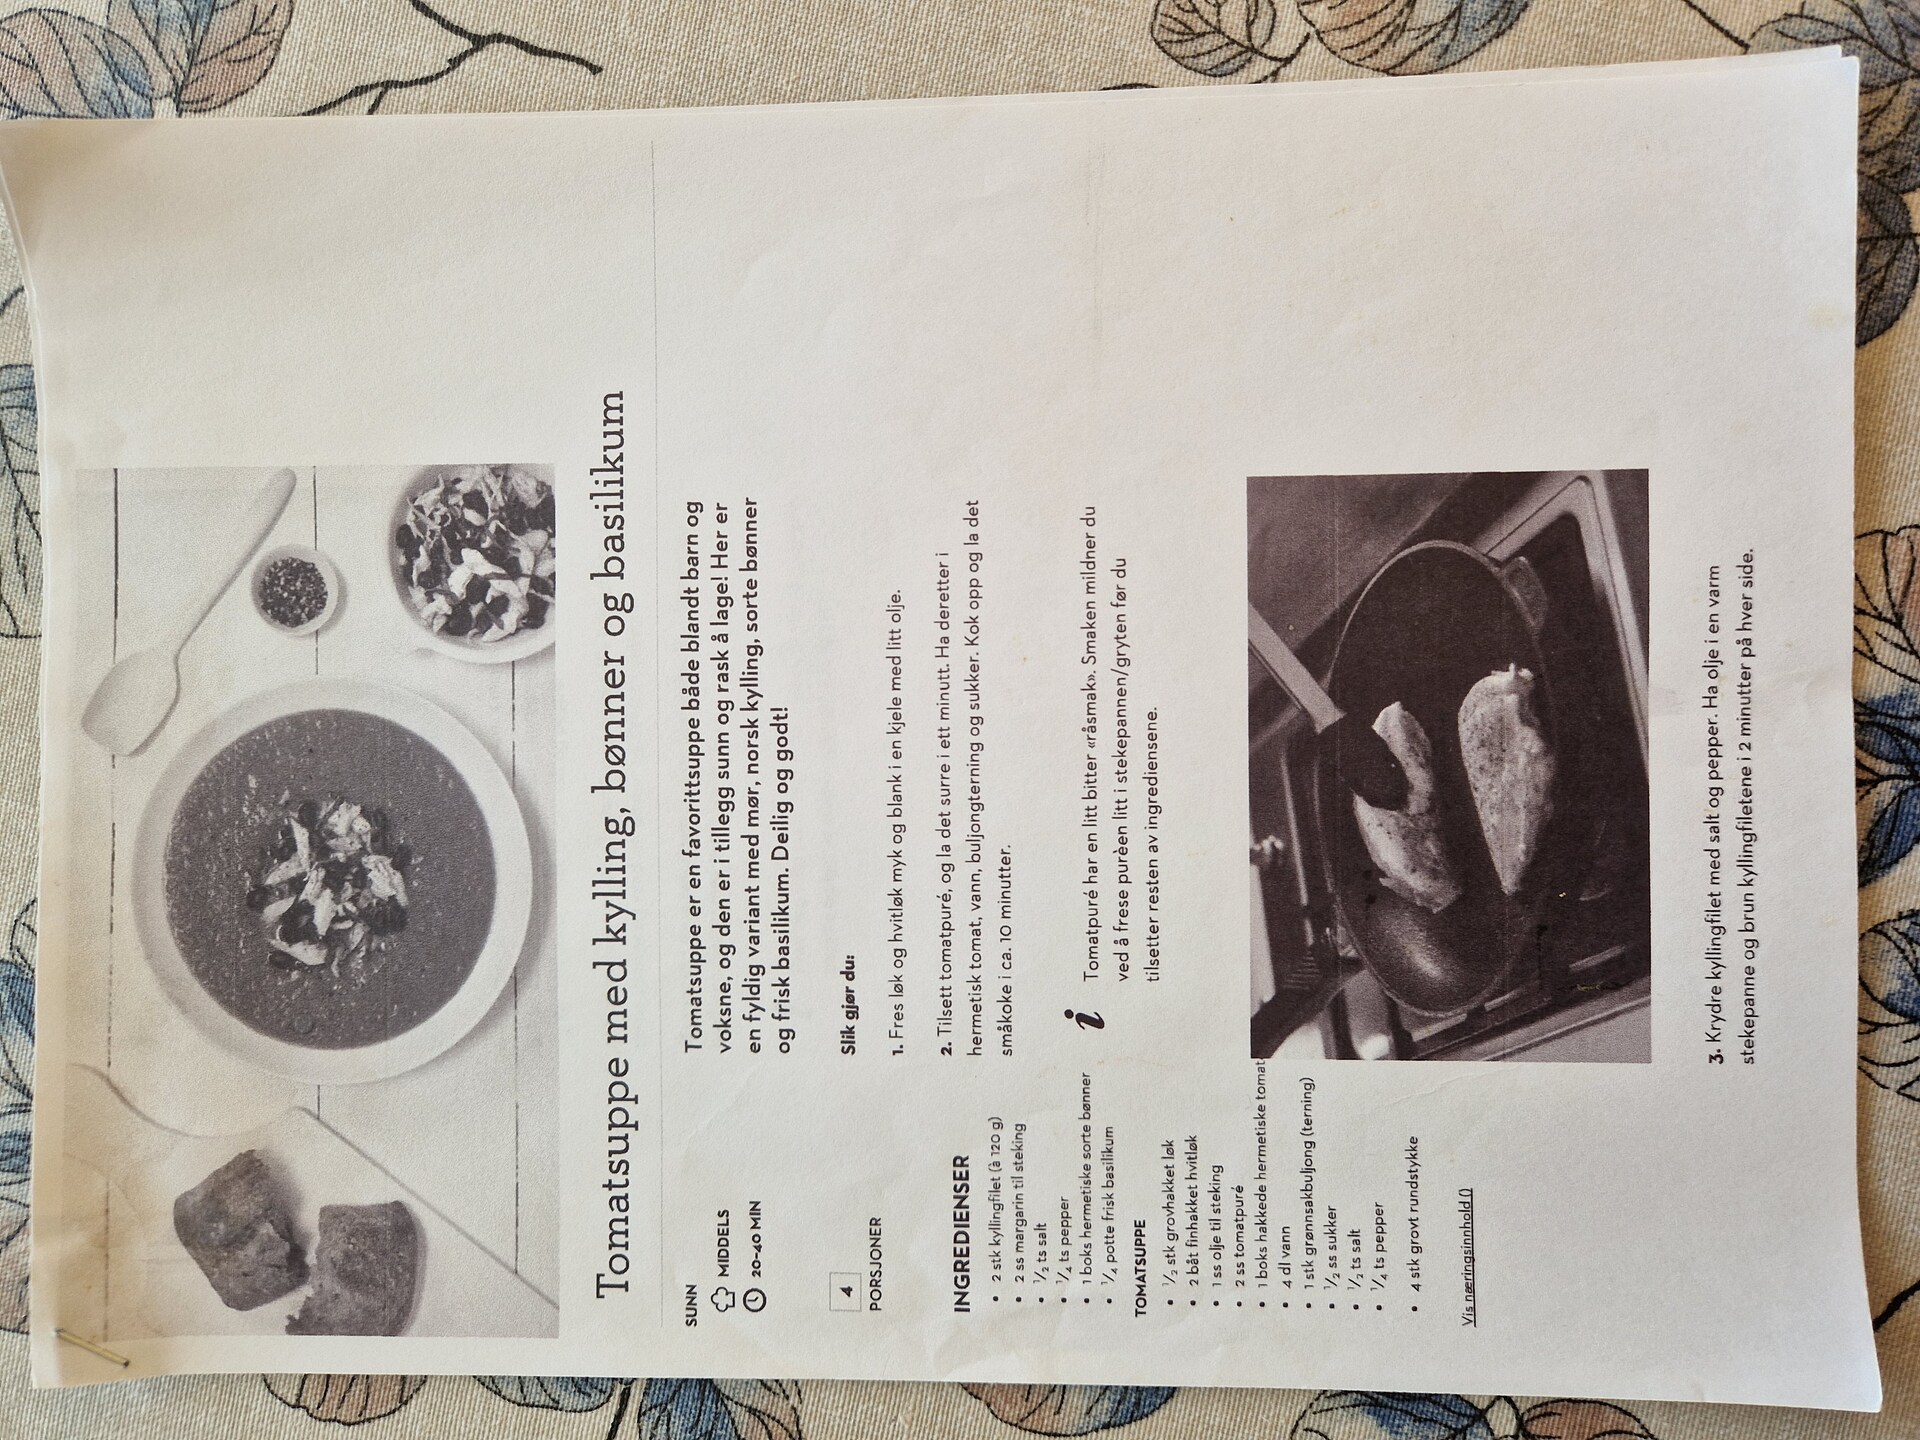 Tomatsuppe med kylling, bønner og basilikum
SUNN
MIDDELS
20-40 MIN
4
PORSJONER
INGREDIENSER
• 2 stk kyllingfilet (à 120 g)
• 2 ss margarin til steking
• 1/2 ts salt
• 1/4 ts pepper
• 1 boks hermetiske sorte bønner
• 1/4 potte frisk basilikum
TOMATSUPPE
• 1/2 stk grovhakket løk
• 2 båt finhakket hvitløk
• 1 ss olje til steking
• 2 ss tomatpuré
• 1 boks hakkede hermetiske tomat
• 4 dl vann
• 1 stk grønnsakbuljong (terning)
• 1/2 ss sukker
• 1/2 ts salt
• 1/4 ts pepper
• 4 stk grovt rundstykke
Vis næringsinnhold ()
Tomatsuppe er en favorittsuppe både blandt barn og
voksne, og den er i tillegg sunn og rask å lage! Her er
en fyldig variant med mør, norsk kylling, sorte bønner
og frisk basilikum. Deilig og godt!
Slik gjør du:
1. Fres løk og hvitløk myk og blank i en kjele med litt olje.
2. Tilsett tomatpuré, og la det surre i ett minutt. Ha deretter i
hermetisk tomat, vann, buljongterning og sukker. Kok opp og la det
småkoke i ca. 10 minutter.
i
Tomatpuré har en litt bitter «råsmak». Smaken mildner du
ved å frese purèen litt i stekepannen/gryten før du
tilsetter resten av ingrediensene.
3. Krydre kyllingfilet med salt og pepper. Ha olje i en varm
stekepanne og brun kyllingfiletene i 2 minutter på hver side.